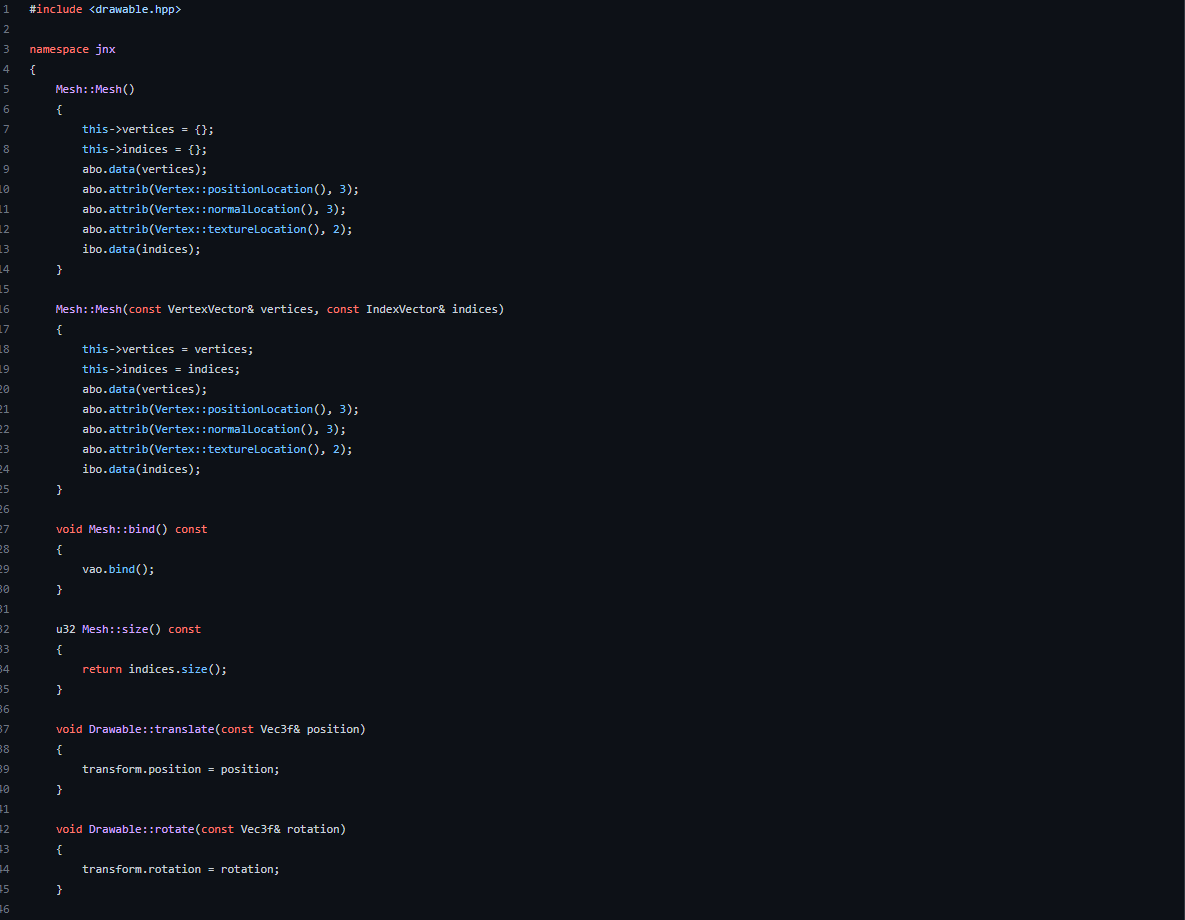 1 #include <drawable.hpp>
2
3 namespace jnx
4 {
5     Mesh::Mesh()
6     {
7         this->vertices = {};
8         this->indices = {};
9         abo.data(vertices);
10         abo.attrib(Vertex::positionLocation(), 3);
11         abo.attrib(Vertex::normalLocation(), 3);
12         abo.attrib(Vertex::textureLocation(), 2);
13         ibo.data(indices);
14     }
15
16     Mesh::Mesh(const VertexVector& vertices, const IndexVector& indices)
17     {
18         this->vertices = vertices;
19         this->indices = indices;
20         abo.data(vertices);
21         abo.attrib(Vertex::positionLocation(), 3);
22         abo.attrib(Vertex::normalLocation(), 3);
23         abo.attrib(Vertex::textureLocation(), 2);
24         ibo.data(indices);
25     }
26
27     void Mesh::bind() const
28     {
29         vao.bind();
30     }
31
32     u32 Mesh::size() const
33     {
34         return indices.size();
35     }
36
37     void Drawable::translate(const Vec3f& position)
38     {
39         transform.position = position;
40     }
41
42     void Drawable::rotate(const Vec3f& rotation)
43     {
44         transform.rotation = rotation;
45     }
46